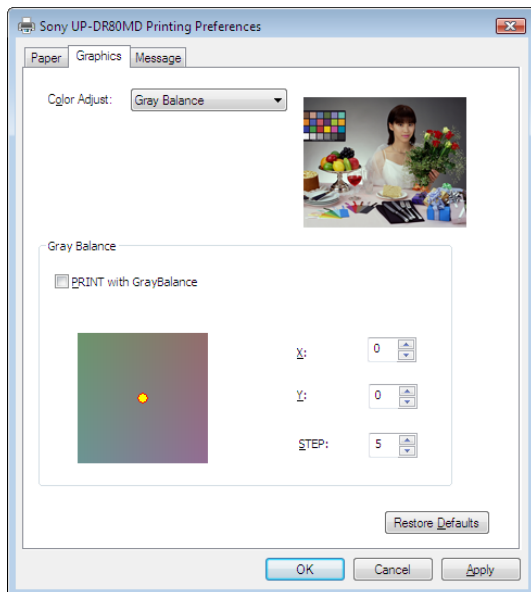 Sony UP-DR80MD Printing Preferences
Paper Graphics Message
Color Adjust: Gray Balance
Gray Balance
PRINT with GrayBalance
X: 0
Y: 0
STEP: 5
Restore Defaults
OK Cancel Apply